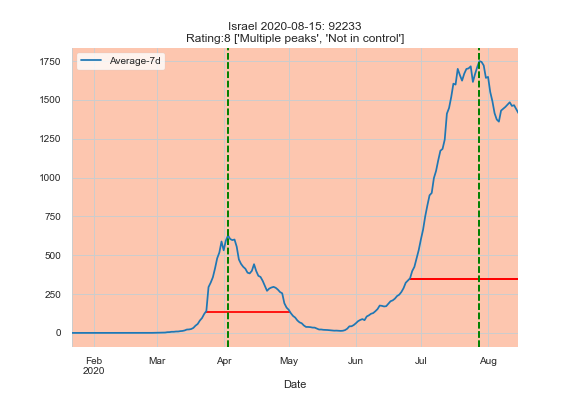 Israel 2020-08-15: 92233
Rating:8 ['Multiple peaks', 'Not in control']
Average-7d
1750
1500
1250
1000
750
500
250
0
Feb Mar Apr May Jun Jul Aug
2020
Date